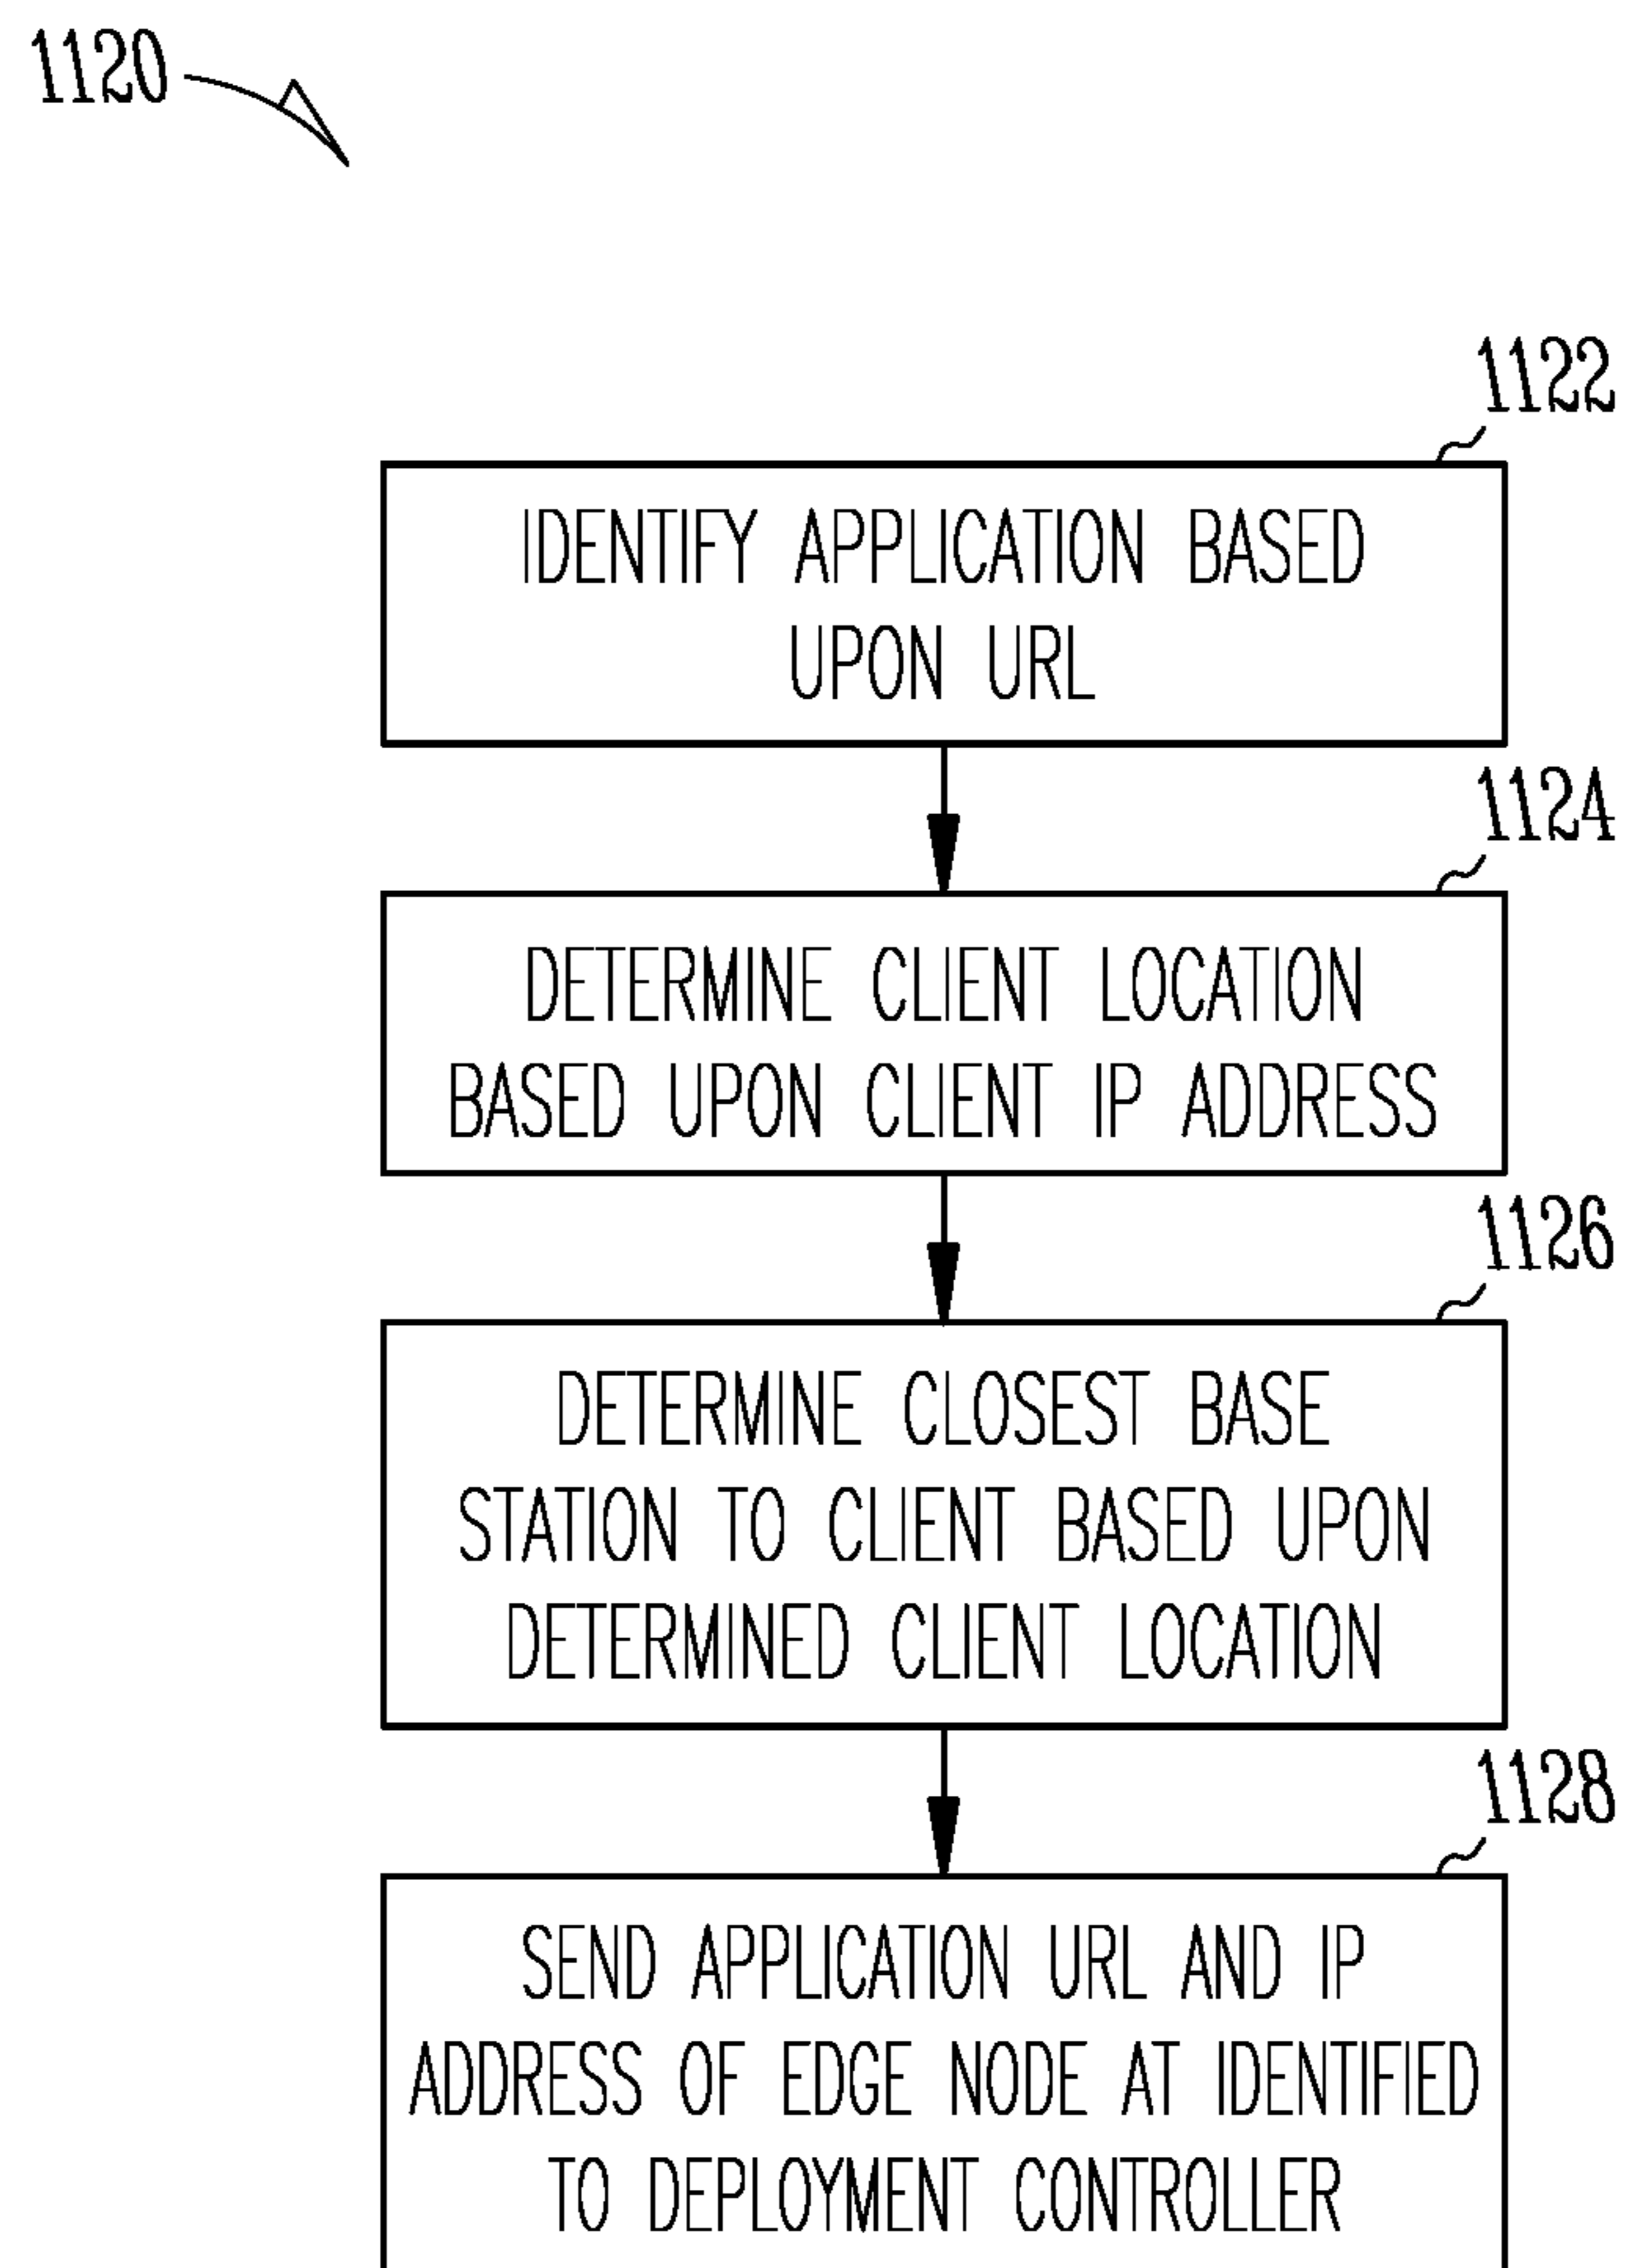 1120
1122
IDENTIFY APPLICATION BASED
UPON URL
1124
DETERMINE CLIENT LOCATION
BASED UPON CLIENT IP ADDRESS
1126
DETERMINE CLOSEST BASE
STATION TO CLIENT BASED UPON
DETERMINED CLIENT LOCATION
1128
SEND APPLICATION URL AND IP
ADDRESS OF EDGE NODE AT IDENTIFIED
TO DEPLOYMENT CONTROLLER